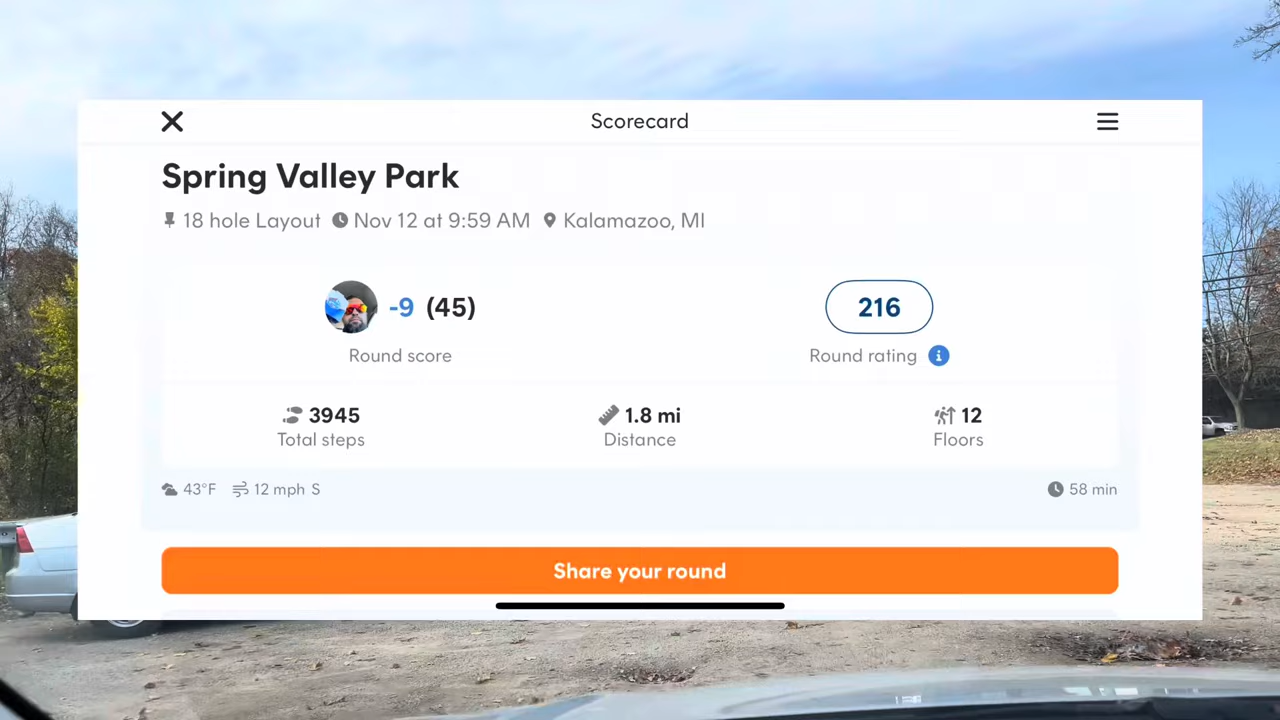 Scorecard
Spring Valley Park
18 hole Layout Nov 12 at 9:59 AM Kalamazoo, MI
-9 (45)
216
Round score
Round rating
3945
1.8 mi
12
Total steps
Distance
Floors
43°F 12 mph S
58 min
Share your round